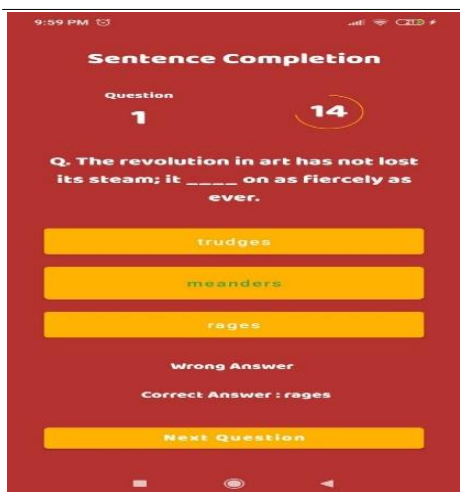 9:59 PM
Sentence Completion
Question
1
14
Q. The revolution in art has not lost
its steam; it ____ on as fiercely as
ever.
trudges
meanders
rages
Wrong Answer
Correct Answer : rages
Next Question